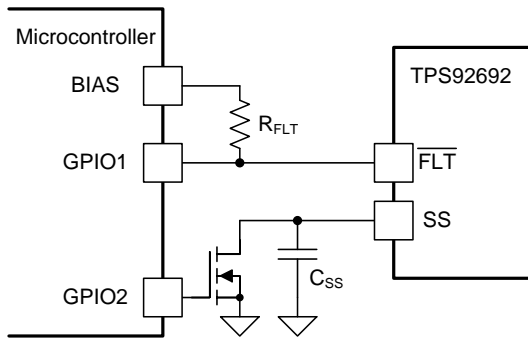 Microcontroller
TPS92692
BIAS
RFLT
GPIO1
FLT
SS
CSS
GPIO2